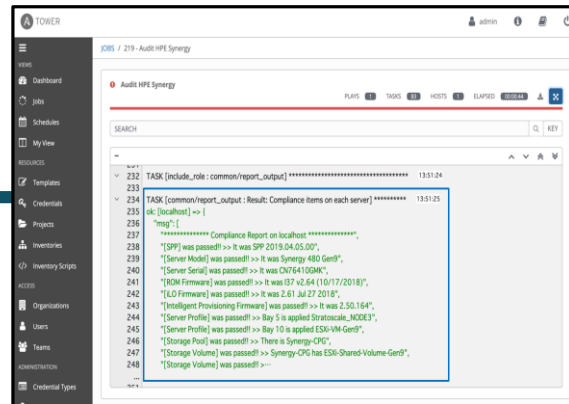 A TOWER
admin
JOBS / 219 - Audit HPE Synergy
VIEWS
Dashboard
Jobs
Schedules
My View
RESOURCES
Templates
Credentials
Projects
Inventories
Inventory Scripts
ACCESS
Organizations
Users
Teams
ADMINISTRATION
Credential Types
Audit HPE Synergy
PLAYS 1 TASKS 83 HOSTS 1 ELAPSED 00:00:44
SEARCH
KEY
231
232 TASK [include_role : common/report_output] ************************************ 13:51:24
233
234 TASK [common/report_output : Result: Compliance items on each server] ********** 13:51:25
235 ok: [localhost] => {
236 "msg": [
237 "************** Compliance Report on localhost **************",
238 "[SPP] was passed!! >> It was SPP 2019.04.05.00",
239 "[Server Model] was passed!! >> It was Synergy 480 Gen9",
240 "[Server Serial] was passed!! >> It was CN76410GMK",
241 "[ROM Firmware] was passed!! >> It was I37 v2.64 (10/17/2018)",
242 "[iLO Firmware] was passed!! >> It was 2.61 Jul 27 2018",
243 "[Intelligent Provisioning Firmware] was passed!! >> It was 2.50.164",
244 "[Server Profile] was passed!! >> Bay 5 is applied Stratoscale_NODE3",
245 "[Server Profile] was passed!! >> Bay 10 is applied ESXi-VM-Gen9",
246 "[Storage Pool] was passed!! >> There is Synergy-CPG",
247 "[Storage Volume] was passed!! >> Synergy-CPG has ESXi-Shared-Volume-Gen9",
248 "[Storage Volume] was passed!! >⋯
...